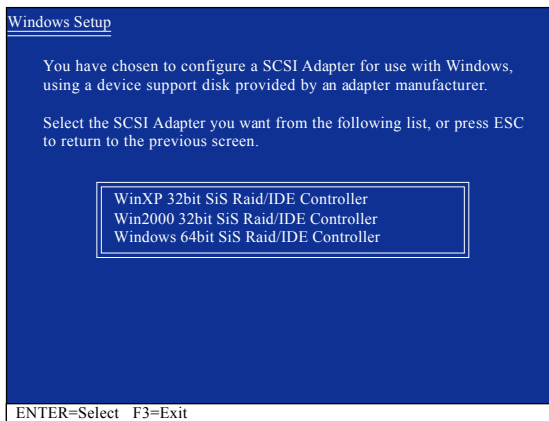 Windows Setup
You have chosen to configure a SCSI Adapter for use with Windows,
using a device support disk provided by an adapter manufacturer.
Select the SCSI Adapter you want from the following list, or press ESC
to return to the previous screen.
WinXP 32bit SiS Raid/IDE Controller
Win2000 32bit SiS Raid/IDE Controller
Windows 64bit SiS Raid/IDE Controller
ENTER=Select F3=Exit